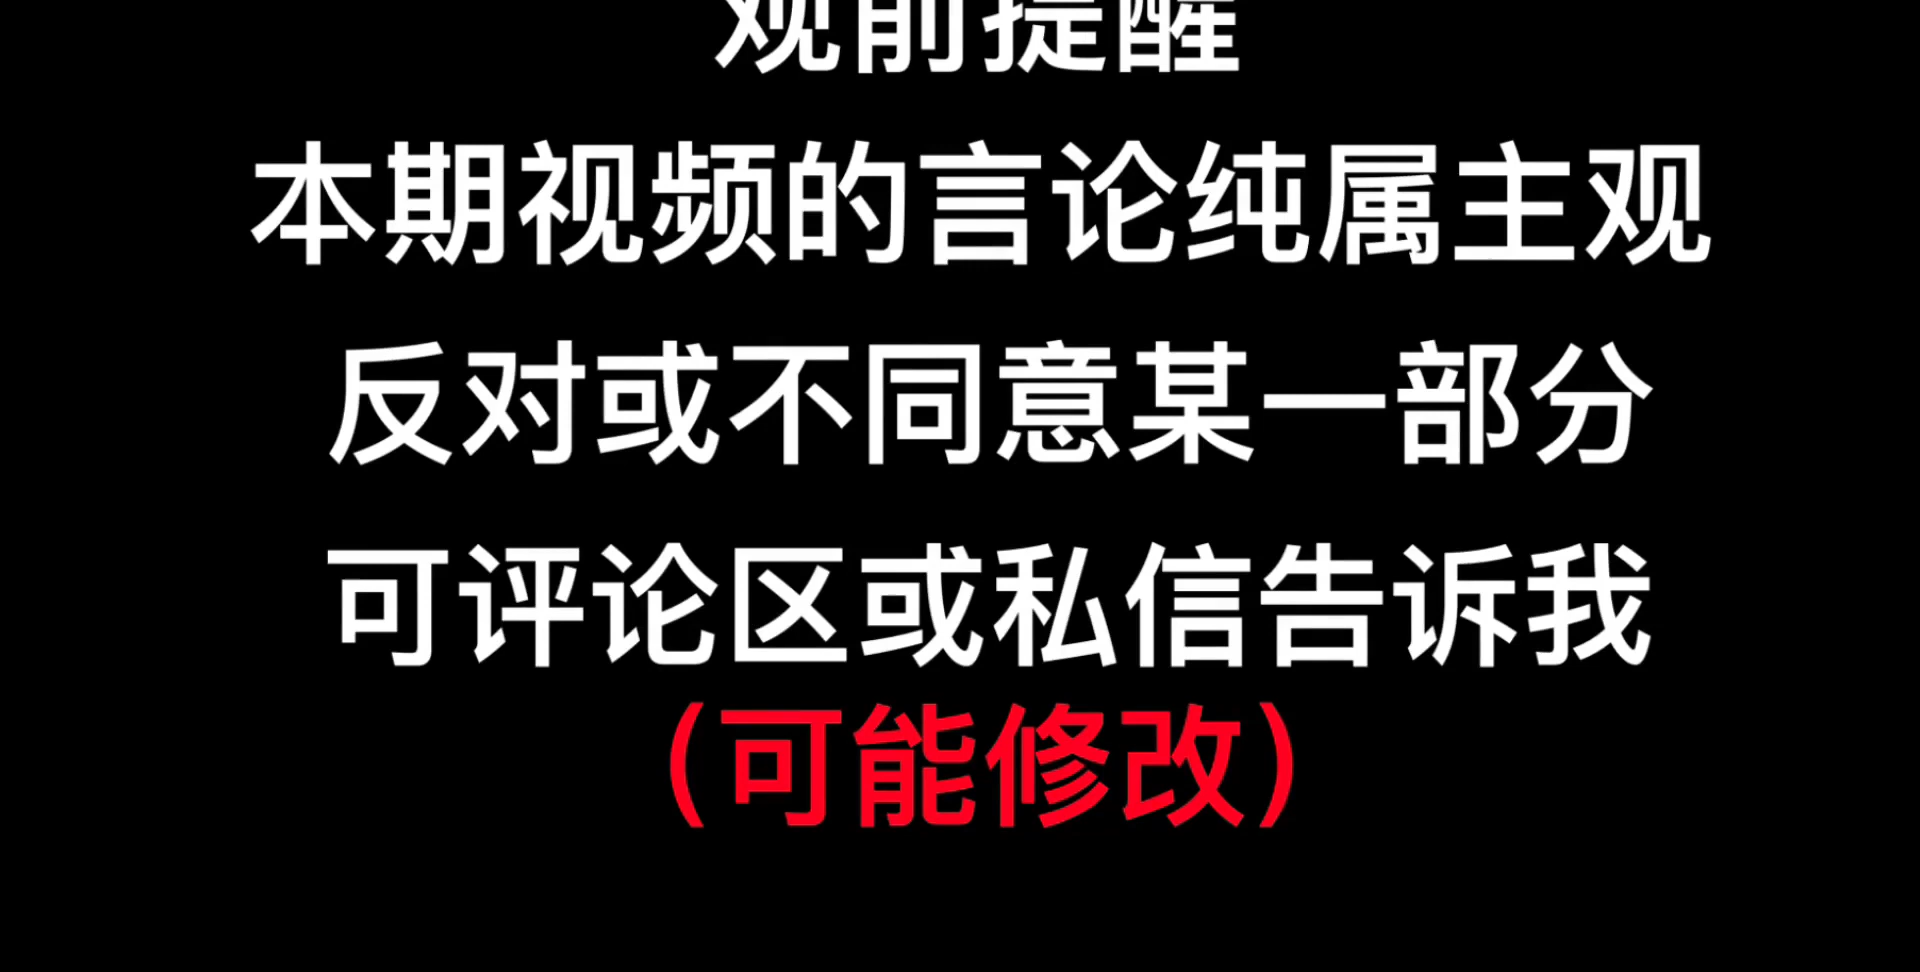 观前提醒
本期视频的言论纯属主观
反对或不同意某一部分
可评论区或私信告诉我
（可能修改）